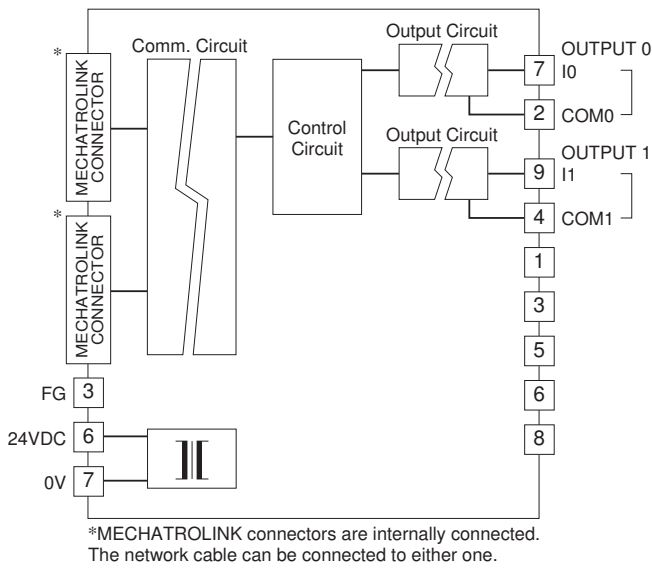 Output Circuit
Comm. Circuit
OUTPUT 0
*
MECHATROLINK
CONNECTOR
7
I0
Control
Circuit
2
COM0
Output Circuit
OUTPUT 1
9
I1
*
MECHATROLINK
CONNECTOR
4
COM1
1
3
5
FG 3
6
24VDC 6
8
0V 7
*MECHATROLINK connectors are internally connected.
The network cable can be connected to either one.